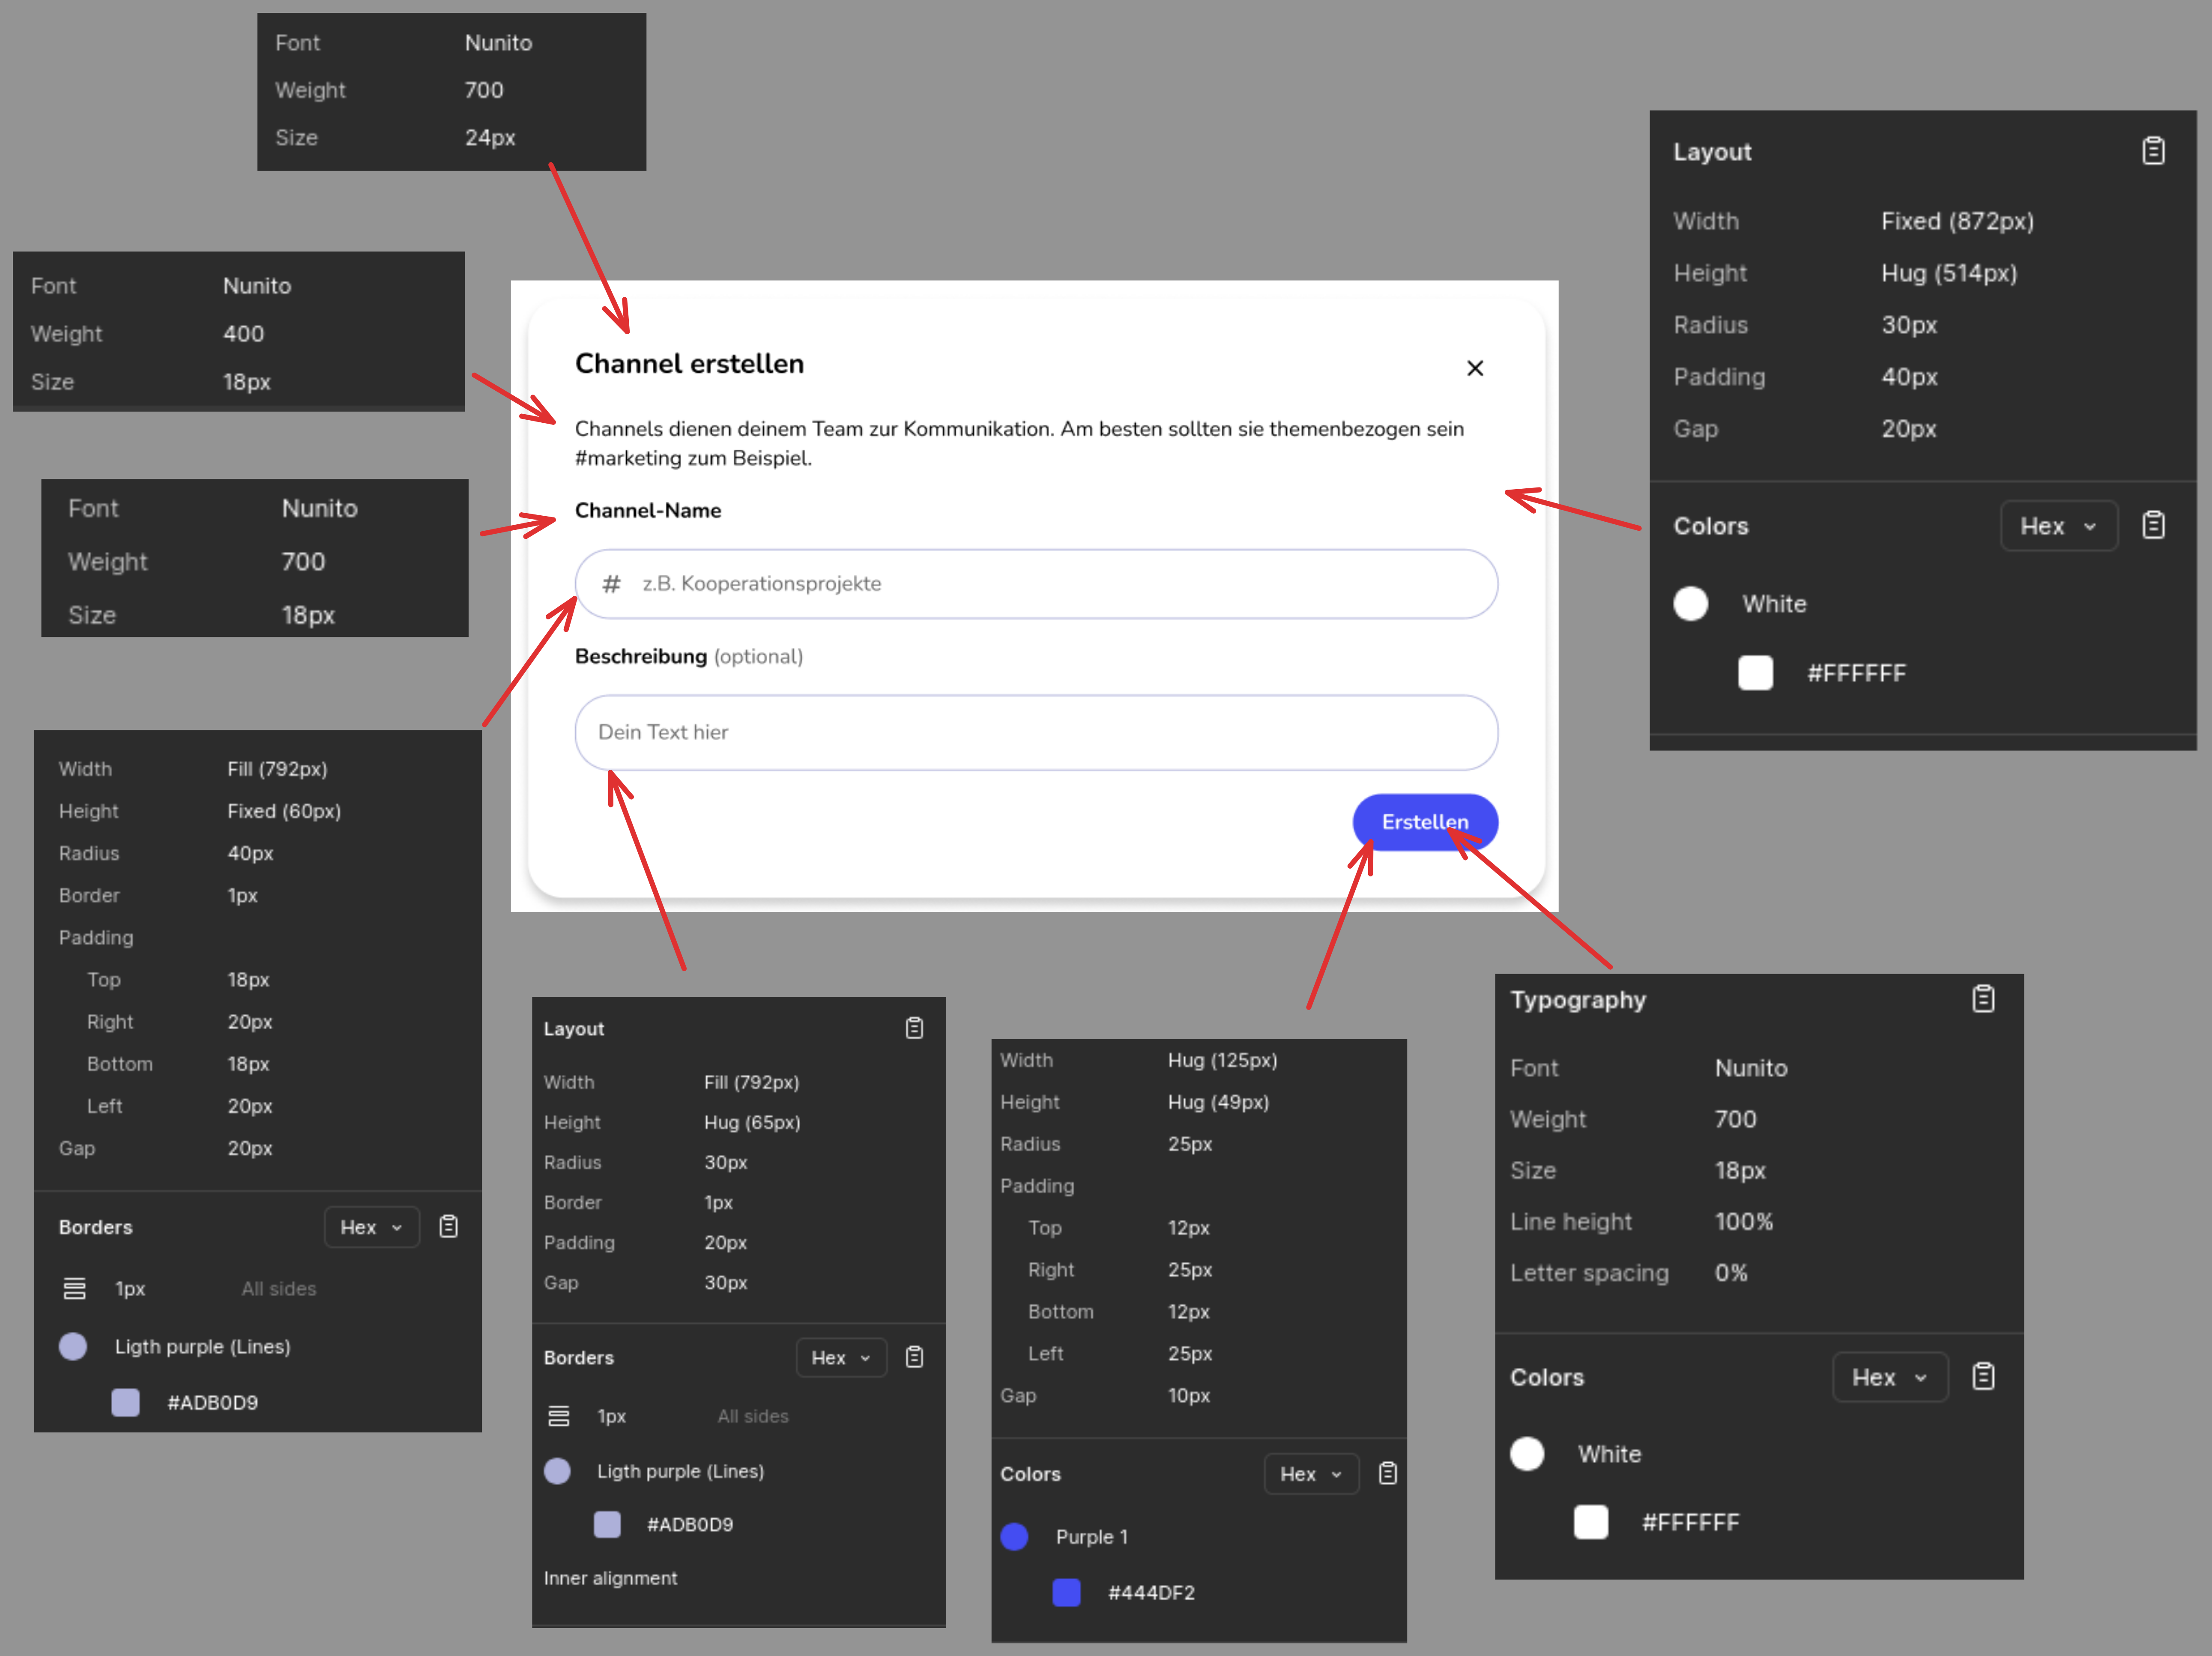 Font Nunito
Weight 700
Size 24px
Font Nunito
Weight 400
Size 18px
Font Nunito
Weight 700
Size 18px
Channel erstellen
Channels dienen deinem Team zur Kommunikation. Am besten sollten sie themenbezogen sein
#marketing zum Beispiel.
Channel-Name
# z.B. Kooperationsprojekte
Beschreibung (optional)
Dein Text hier
Erstellen
Layout
Width Fixed (872px)
Height Hug (514px)
Radius 30px
Padding 40px
Gap 20px
Colors Hex
White
#FFFFFF
Width Fill (792px)
Height Fixed (60px)
Radius 40px
Border 1px
Padding
Top 18px
Right 20px
Bottom 18px
Left 20px
Gap 20px
Borders Hex
1px All sides
Ligth purple (Lines)
#ADB0D9
Layout
Width Fill (792px)
Height Hug (65px)
Radius 30px
Border 1px
Padding 20px
Gap 30px
Borders Hex
1px All sides
Ligth purple (Lines)
#ADB0D9
Inner alignment
Width Hug (125px)
Height Hug (49px)
Radius 25px
Padding
Top 12px
Right 25px
Bottom 12px
Left 25px
Gap 10px
Colors Hex
Purple 1
#444DF2
Typography
Font Nunito
Weight 700
Size 18px
Line height 100%
Letter spacing 0%
Colors Hex
White
#FFFFFF